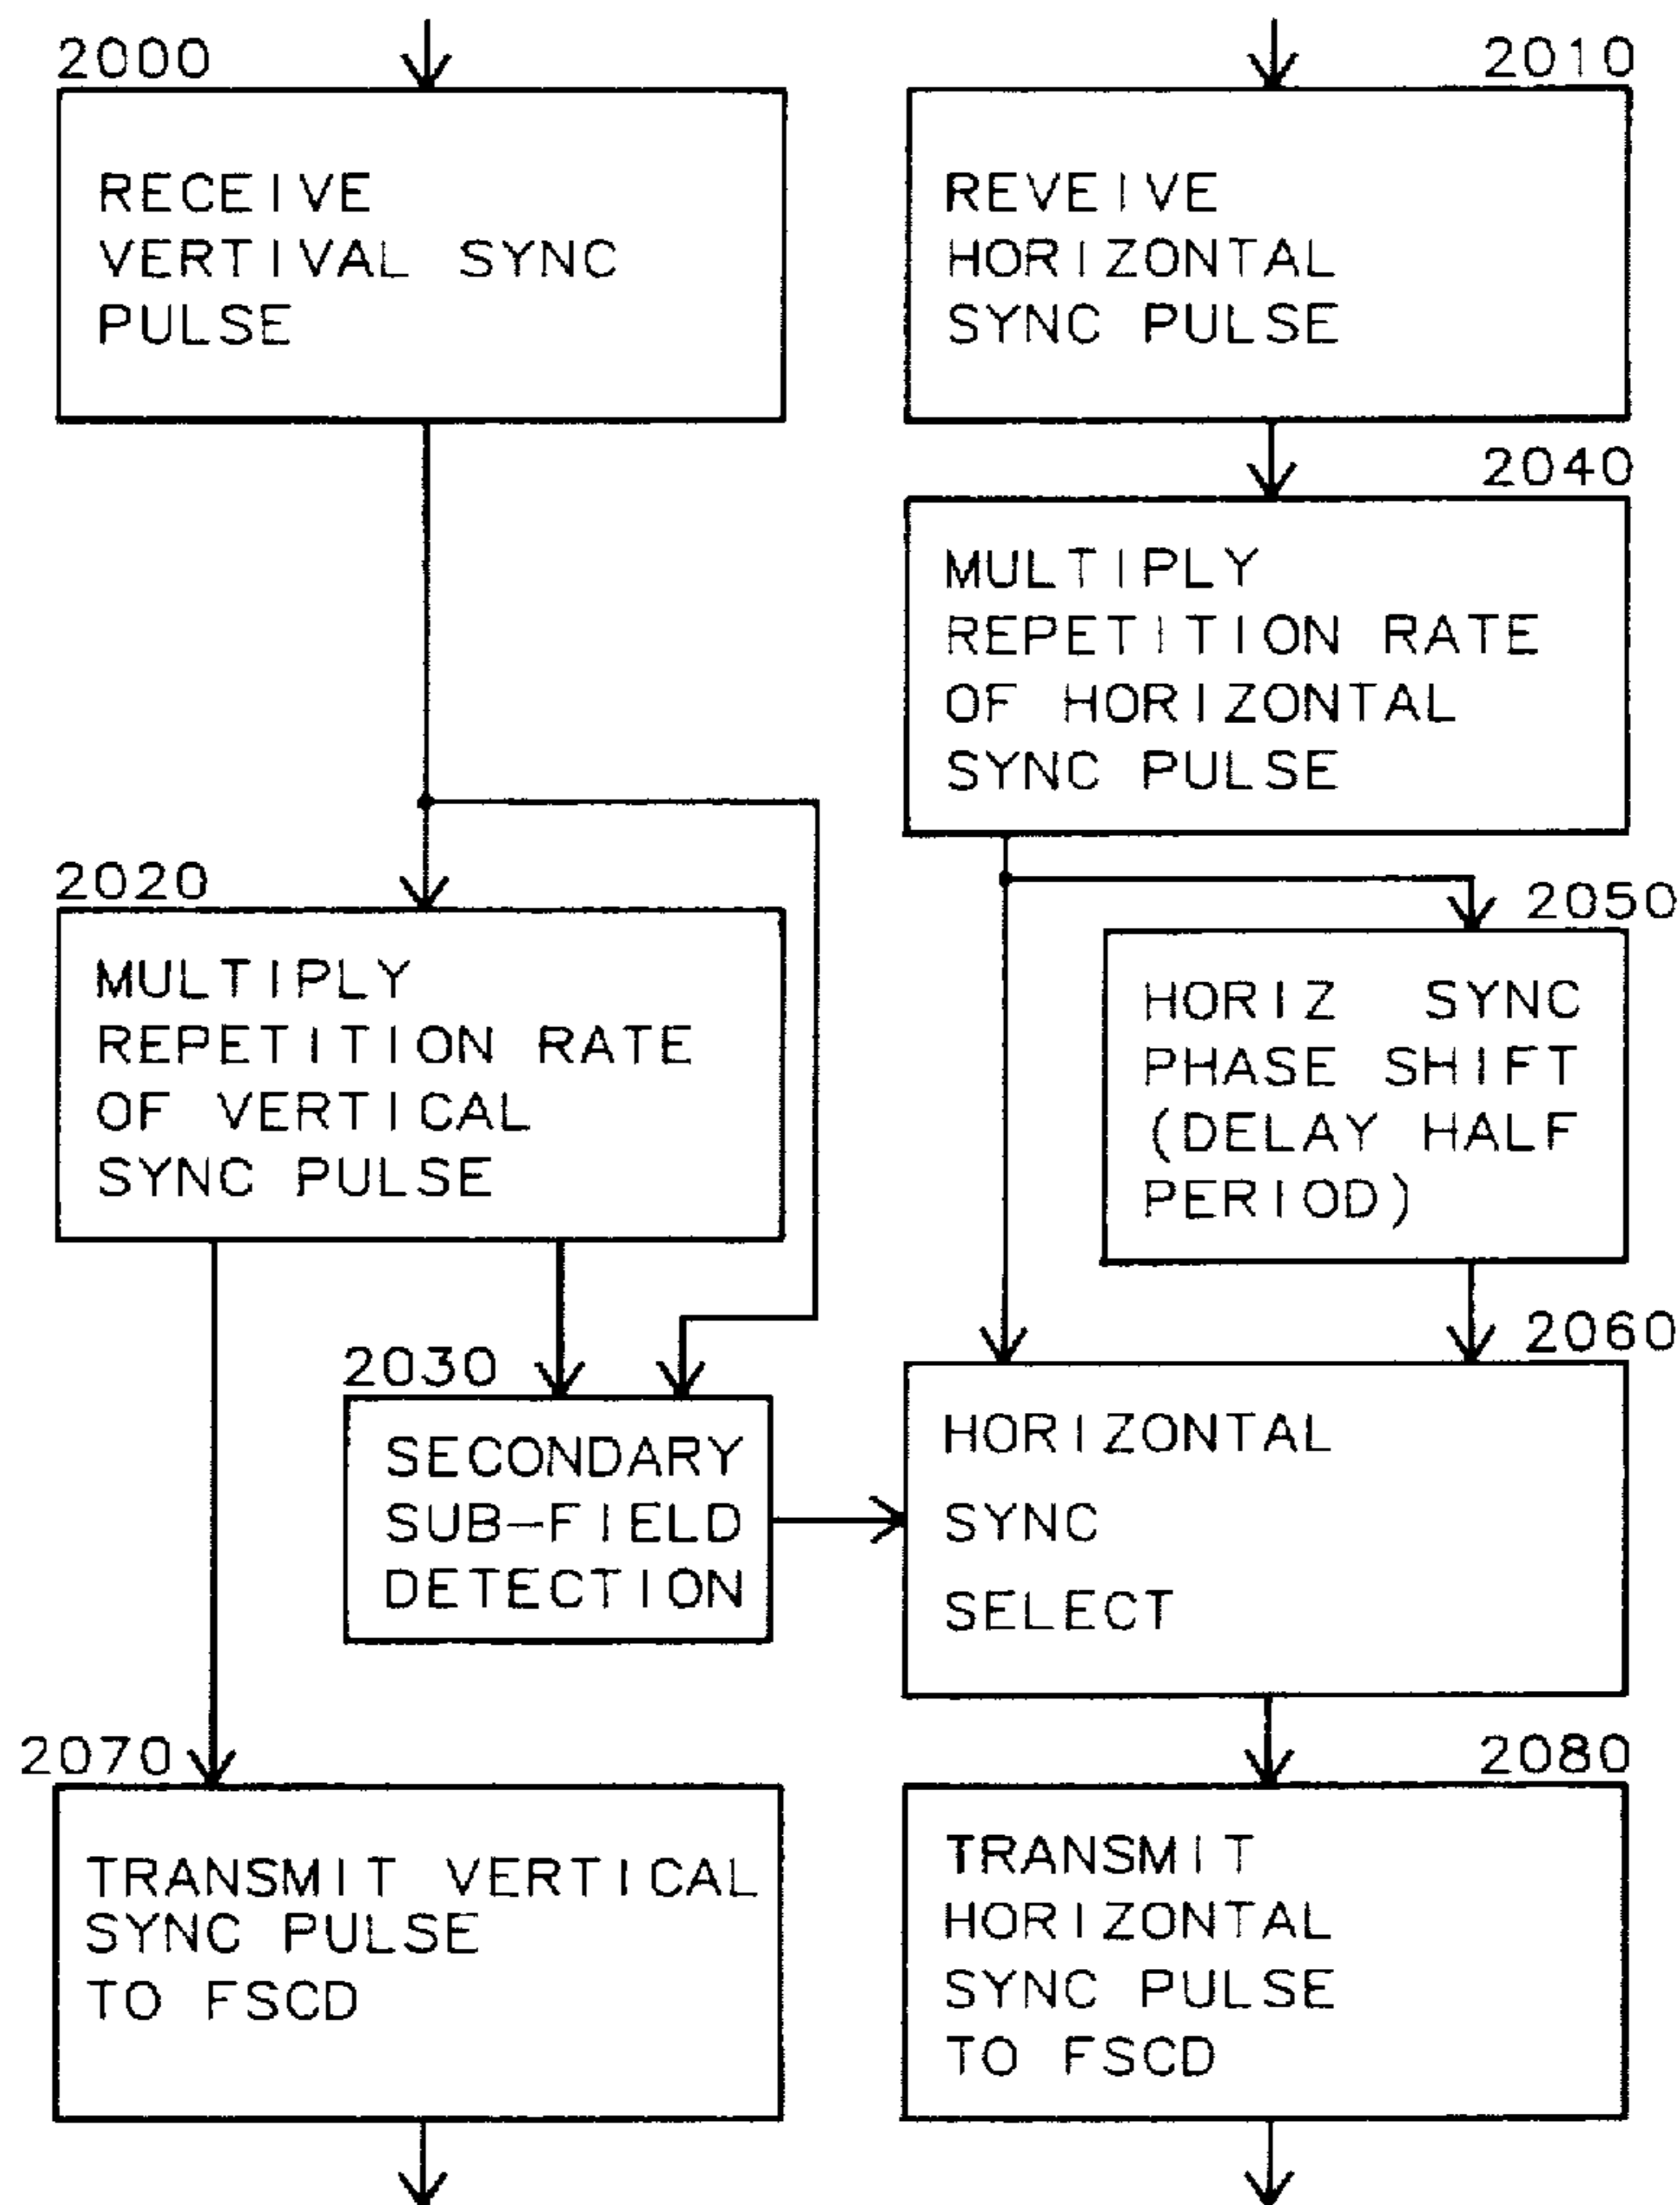 2000
RECEIVE
VERTIVAL SYNC
PULSE
2010
REVEIVE
HORIZONTAL
SYNC PULSE
2040
MULTIPLY
REPETITION RATE
OF HORIZONTAL
SYNC PULSE
2020
MULTIPLY
REPETITION RATE
OF VERTICAL
SYNC PULSE
2050
HORIZ SYNC
PHASE SHIFT
(DELAY HALF
PERIOD)
2030
SECONDARY
SUB-FIELD
DETECTION
2060
HORIZONTAL
SYNC
SELECT
2070
TRANSMIT VERTICAL
SYNC PULSE
TO FSCD
2080
TRANSMIT
HORIZONTAL
SYNC PULSE
TO FSCD